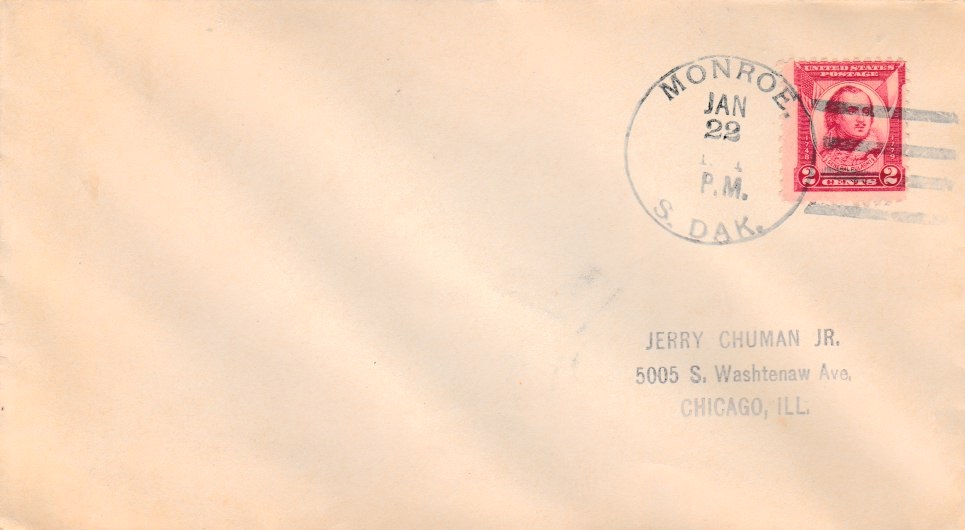 MONROE.
JAN
22
P.M.
S. DAK.
UNITED STATES
POSTAGE
2 CENTS 2
JERRY CHUMAN JR.
5005 S. Washtenaw Ave.
CHICAGO, ILL.